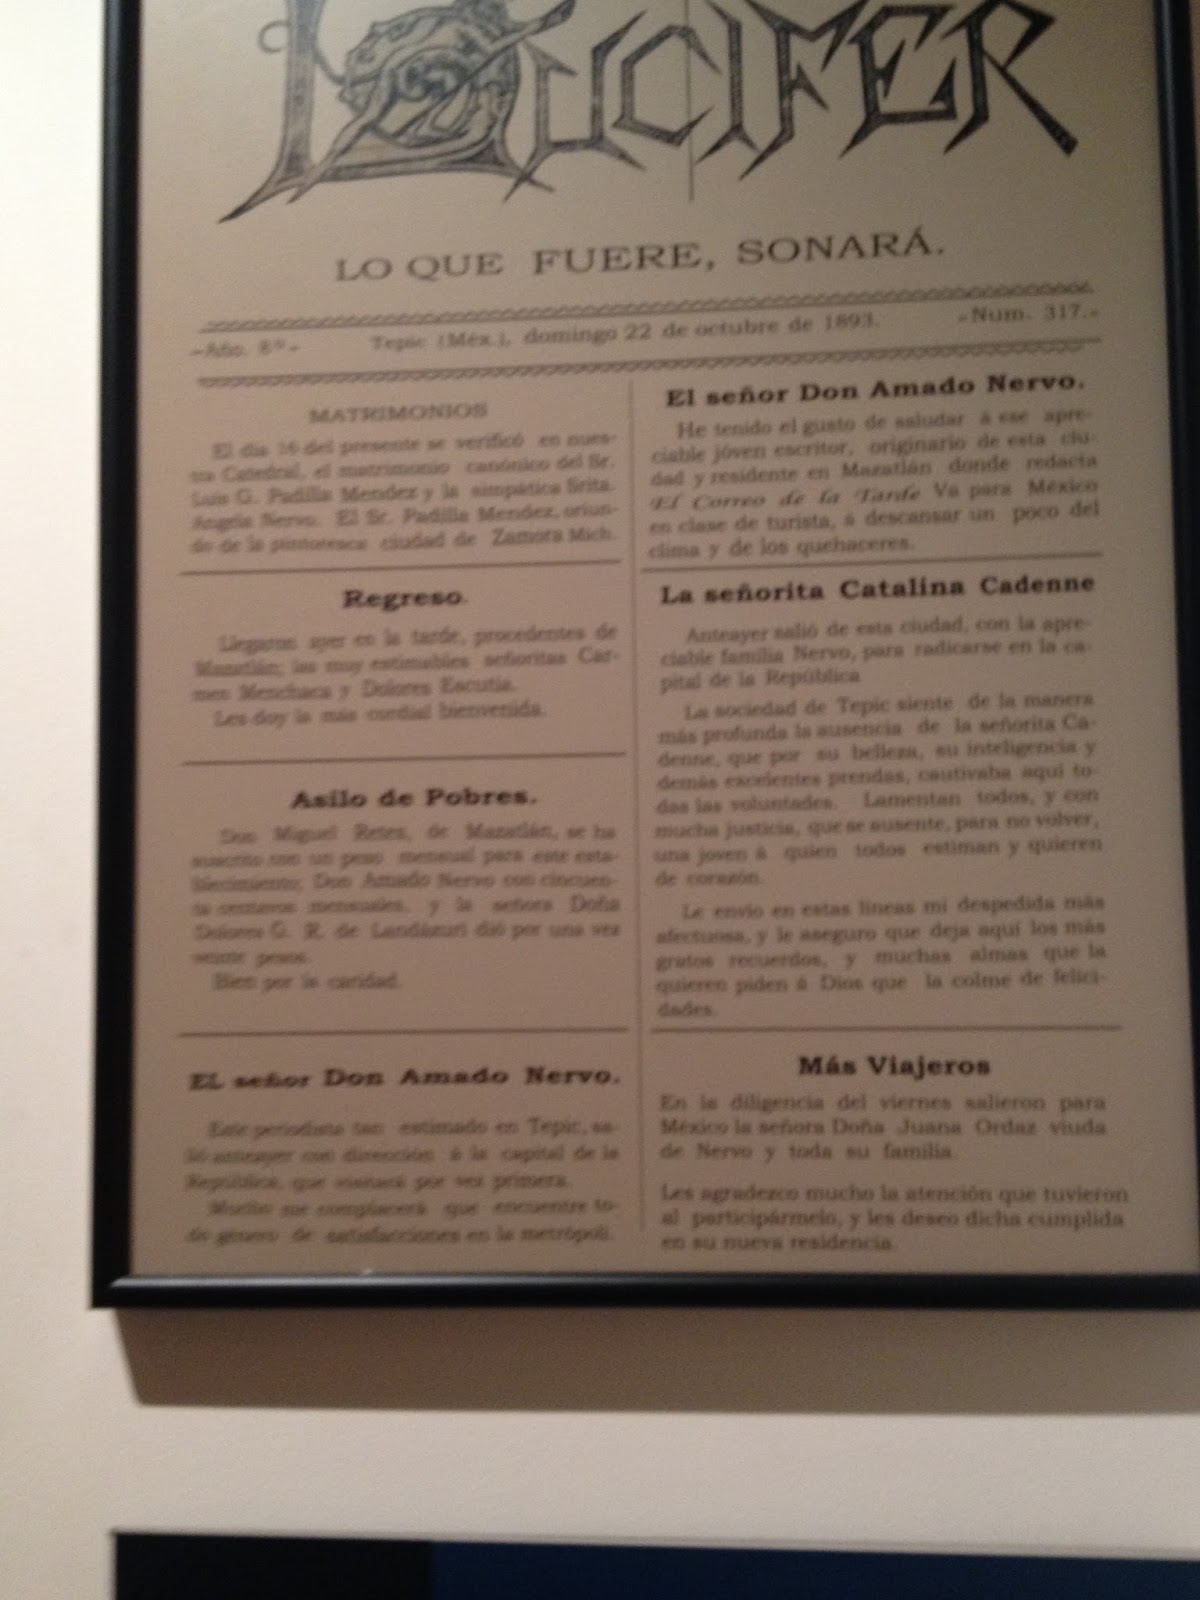 LUCIFER
LO QUE FUERE, SONARÁ.
-Año. 8º-
Tepic (Méx.), domingo 22 de octubre de 1893.
-Num. 317.-
MATRIMONIOS
El dia 16 del presente se verificó en nues-
tra Catedral, el matrimonio canónico del Sr.
Luis G. Padilla Mendez y la simpática Srita.
Angela Nervo. El Sr. Padilla Mendez, oriun-
do de la pintoresca ciudad de Zamora Mich.
Regreso.
Llegaron ayer en la tarde, procedentes de
Mazatlán; las muy estimables señoritas Car-
men Menchaca y Dolores Escutia.
Les doy la más cordial bienvenida.
Asilo de Pobres.
Don Miguel Retes, de Mazatlán, se ha
suscrito con un peso mensual para este esta-
blecimiento; Don Amado Nervo con cincuen-
ta centavos mensuales, y la señora Doña
Dolores G. R. de Landázuri dió por una vez
veinte pesos.
Bien por la caridad.
EL señor Don Amado Nervo.
Este periodista tan estimado en Tepic, sa-
lió anteayer con dirección á la capital de la
República, que visitará por vez primera.
Mucho me complacerá que encuentre to-
do género de satisfacciones en la metrópoli.
El señor Don Amado Nervo.
He tenido el gusto de saludar á ese apre-
ciable jóven escritor, originario de esta ciu-
dad y residente en Mazatlán donde redacta
El Correo de la Tarde Va para México
en clase de turista, á descansar un poco del
clima y de los quehaceres.
La señorita Catalina Cadenne
Anteayer salió de esta ciudad, con la apre-
ciable familia Nervo, para radicarse en la ca-
pital de la República
La sociedad de Tepic siente de la manera
más profunda la ausencia de la señorita Ca-
denne, que por su belleza, su inteligencia y
demás excelentes prendas, cautivaba aquí to-
das las voluntades. Lamentan todos, y con
mucha justicia, que se ausente, para no volver,
una joven á quien todos estiman y quieren
de corazón.
Le envío en estas líneas mi despedida más
afectuosa, y le aseguro que deja aquí los más
gratos recuerdos, y muchas almas que la
quieren piden á Dios que la colme de felici-
dades.
Más Viajeros
En la diligencia del viernes salieron para
México la señora Doña Juana Ordaz viuda
de Nervo y toda su familia.
Les agradezco mucho la atención que tuvieron
al participármelo, y les deseo dicha cumplida
en su nueva residencia.